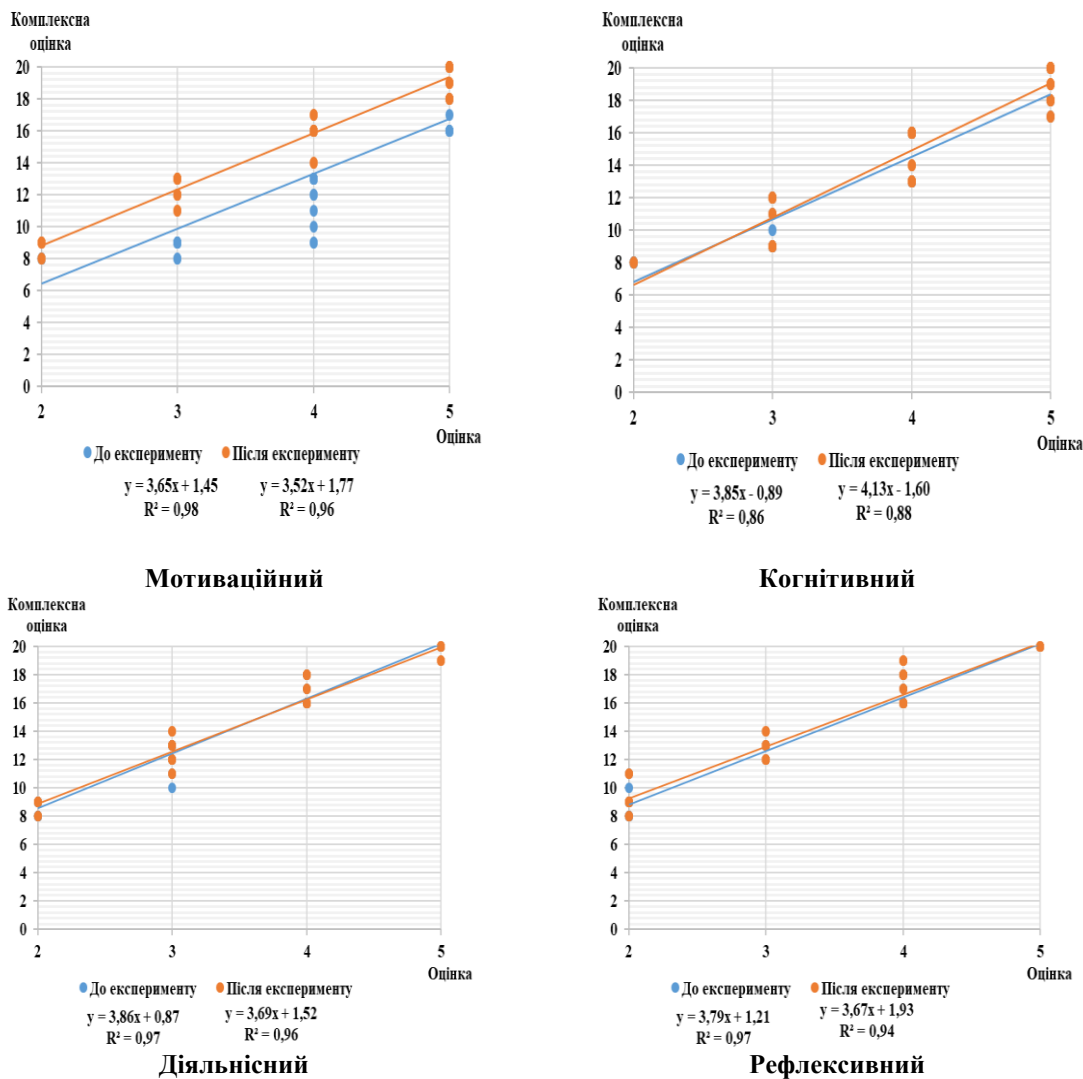 Комплексна
оцінка
20
18
16
14
12
10
8
6
4
2
0
2 3 4 5
Оцінка
До експерименту Після експерименту
y = 3,65x + 1,45 y = 3,52x + 1,77
R² = 0,98 R² = 0,96
Мотиваційний
Комплексна
оцінка
20
18
16
14
12
10
8
6
4
2
0
2 3 4 5
Оцінка
До експерименту Після експерименту
y = 3,85x - 0,89 y = 4,13x - 1,60
R² = 0,86 R² = 0,88
Когнітивний
Комплексна
оцінка
20
18
16
14
12
10
8
6
4
2
0
2 3 4 5
Оцінка
До експерименту Після експерименту
y = 3,86x + 0,87 y = 3,69x + 1,52
R² = 0,97 R² = 0,96
Діяльнісний
Комплексна
оцінка
20
18
16
14
12
10
8
6
4
2
0
2 3 4 5
Оцінка
До експерименту Після експерименту
y = 3,79x + 1,21 y = 3,67x + 1,93
R² = 0,97 R² = 0,94
Рефлексивний